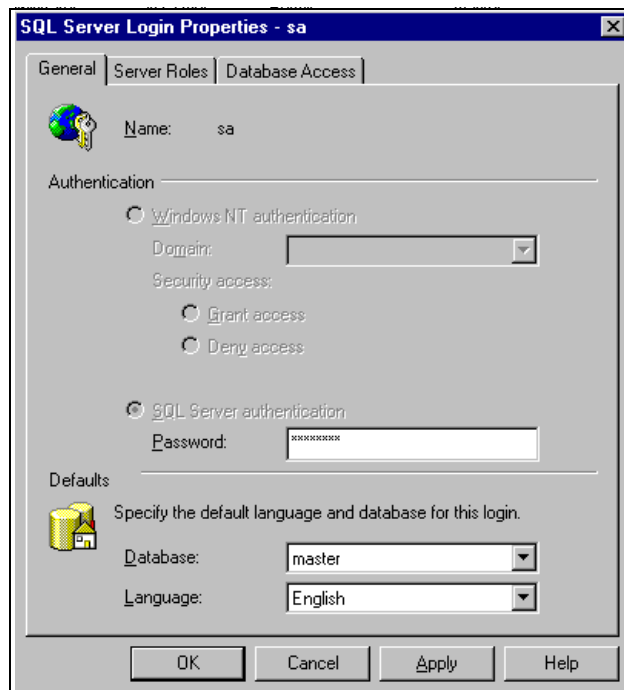 SQL Server Login Properties - sa
General Server Roles Database Access
Name: sa
Authentication
Windows NT authentication
Domain:
Security access:
Grant access
Deny access
SQL Server authentication
Password: ********
Defaults
Specify the default language and database for this login.
Database: master
Language: English
OK Cancel Apply Help